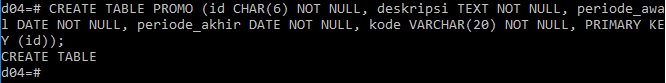 d04=# CREATE TABLE PROMO (id CHAR(6) NOT NULL, deskripsi TEXT NOT NULL, periode_awa
l DATE NOT NULL, periode_akhir DATE NOT NULL, kode VARCHAR(20) NOT NULL, PRIMARY KE
Y (id));
CREATE TABLE
d04=#